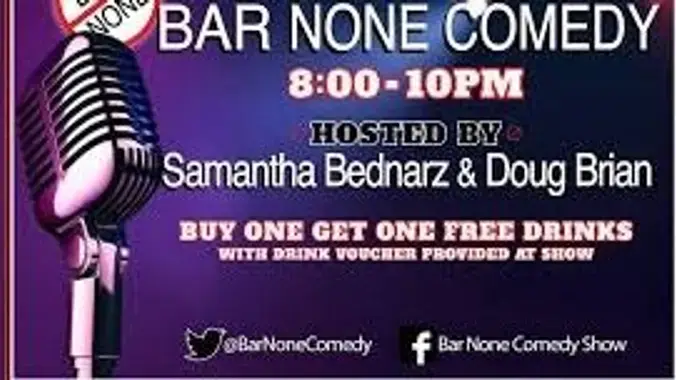 NONE
BAR NONE COMEDY
8:00-10PM
HOSTED BY
Samantha Bednarz & Doug Brian
BUY ONE GET ONE FREE DRINKS
WITH DRINK VOUCHER PROVIDED AT SHOW
@BarNoneComedy
Bar None Comedy Show